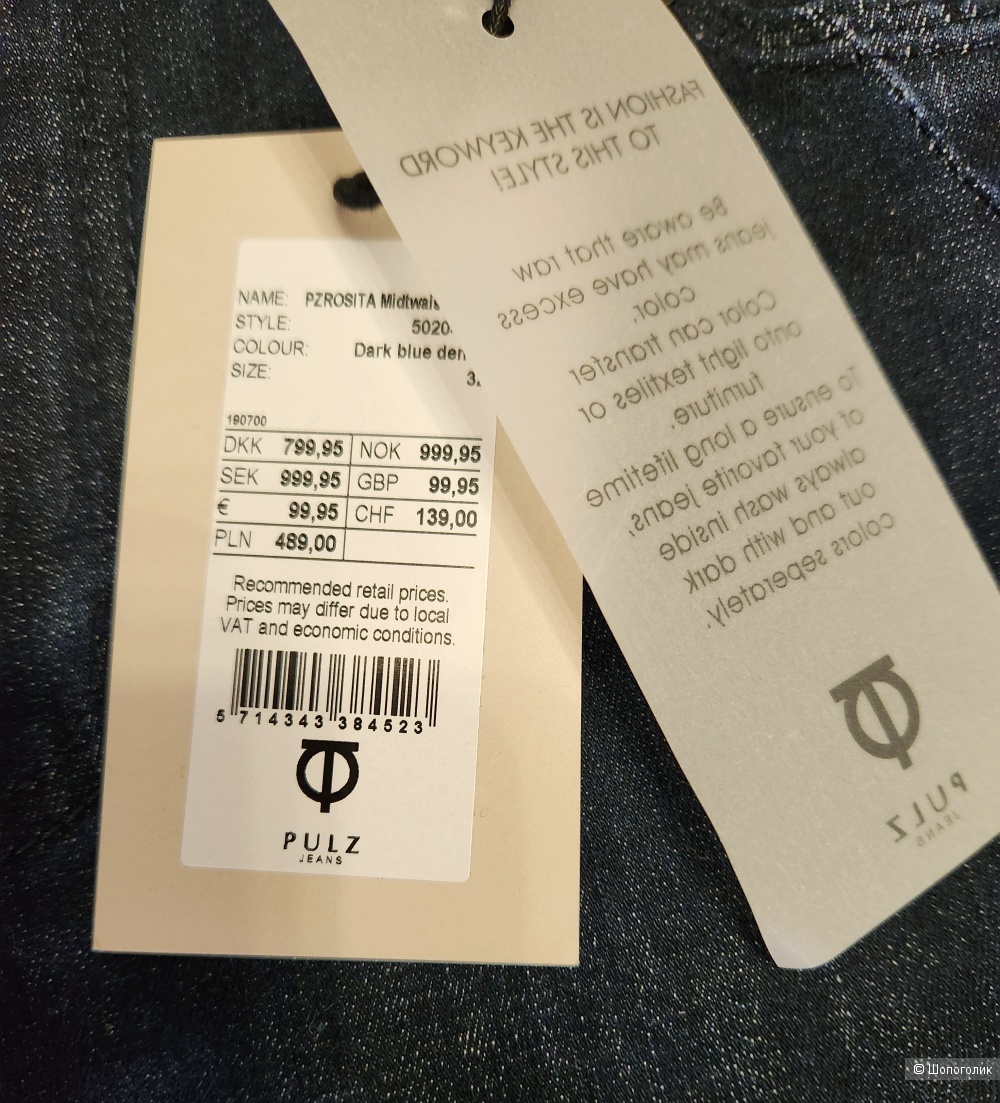 NAME: PZROSITA
STYLE:
COLOUR: Dark blue
SIZE:
190700
DKK 799,95 NOK 999,95
SEK 999,95 GBP 99,95
€ 99,95 CHF 139,00
PLN 489,00
Recommended retail prices.
Prices may differ due to local
VAT and economic conditions.
5 714343 384523
PULZ
JEANS
FASHION IS THE KEYWORD
TO THIS STYLE!
Be aware that raw
jeans may have excess
color.
Color can transfer
onto light textiles or
furniture.
To ensure a long lifetime
of your favorite jeans,
always wash inside
out and with dark
colors seperately.
PULZ
JEANS
© Шопоголик